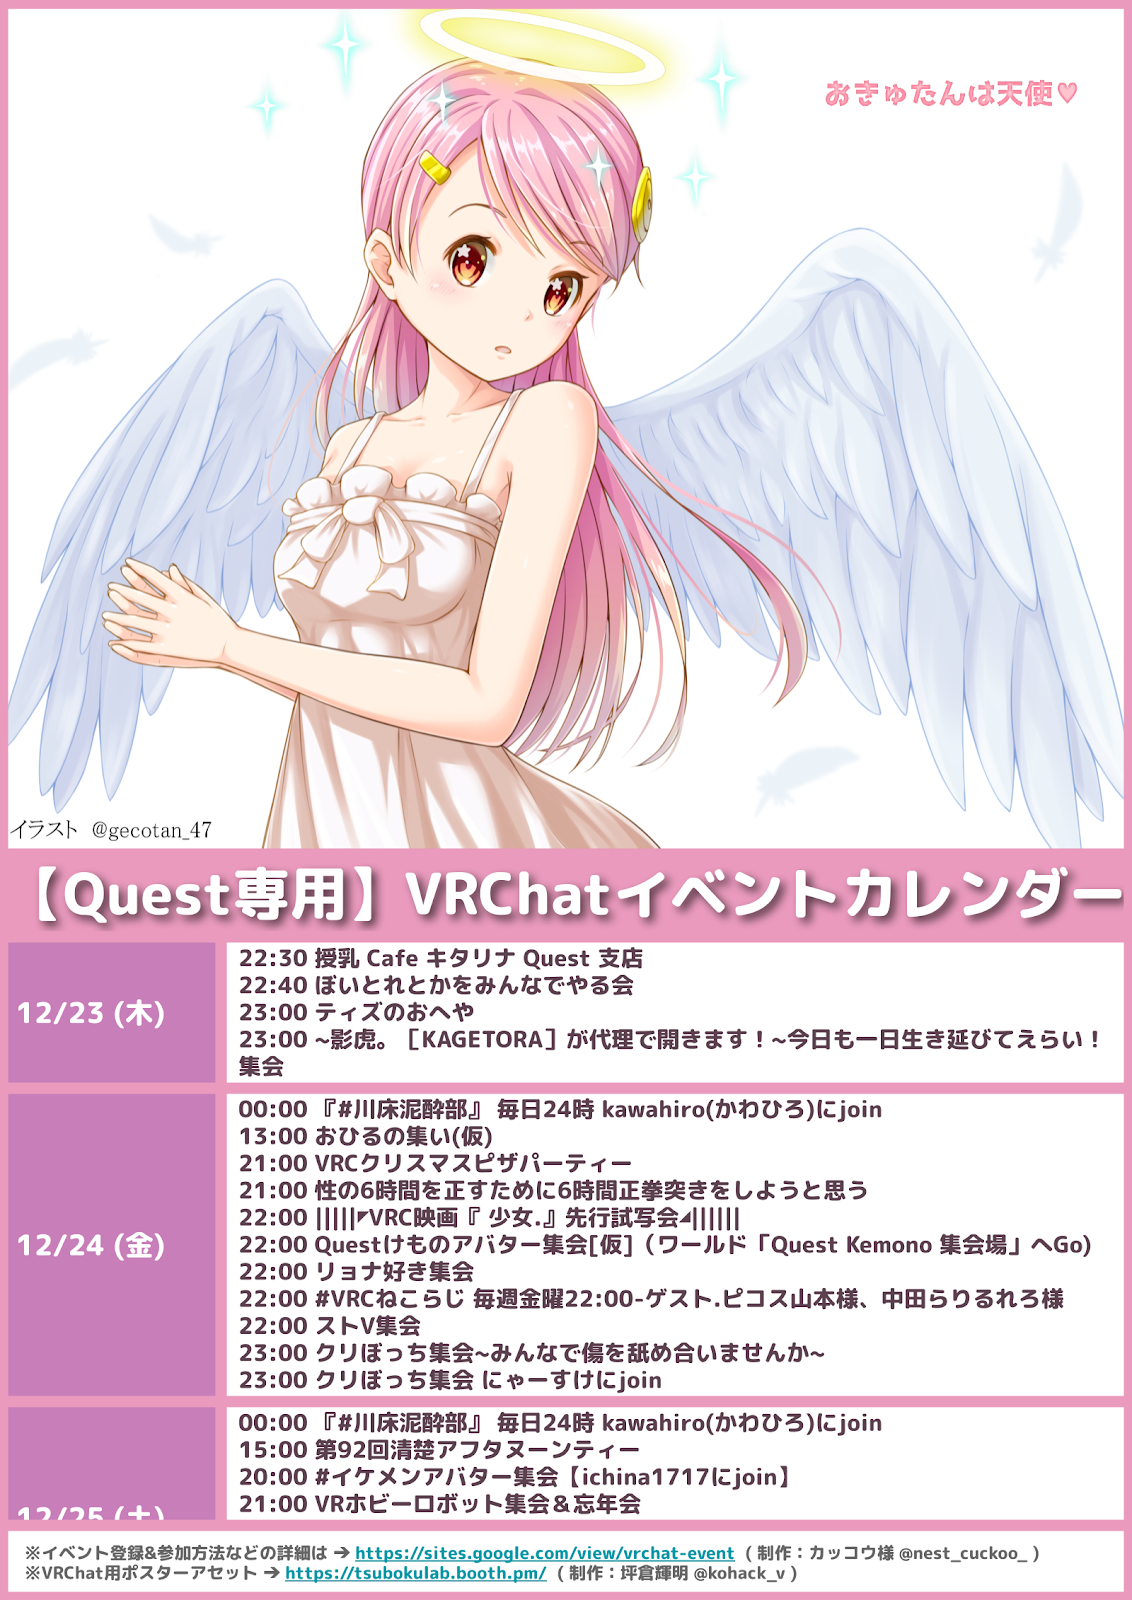 おきゅたんは天使♥
イラスト @gecotan_47
【Quest専用】VRChatイベントカレンダー
12/23 (木)
22:30 授乳 Cafe キタリナ Quest 支店
22:40 ぼいとれとかをみんなでやる会
23:00 ティズのおへや
23:00 ~影虎。［KAGETORA］が代理で開きます！~今日も一日生き延びてえらい！
集会
12/24 (金)
00:00 『#川床泥酔部』 毎日24時 kawahiro(かわひろ)にjoin
13:00 おひるの集い(仮)
21:00 VRCクリスマスピザパーティー
21:00 性の6時間を正すために6時間正拳突きをしようと思う
22:00 |||||◤VRC映画『 少女.』先行試写会◢||||||
22:00 Questけものアバター集会[仮]（ワールド「Quest Kemono 集会場」へGo)
22:00 リョナ好き集会
22:00 #VRCねこらじ 毎週金曜22:00-ゲスト.ピコス山本様、中田らりるれろ様
22:00 ストV集会
23:00 クリぼっち集会~みんなで傷を舐め合いませんか~
23:00 クリぼっち集会 にゃーすけにjoin
12/25 (土)
00:00 『#川床泥酔部』 毎日24時 kawahiro(かわひろ)にjoin
15:00 第92回清楚アフタヌーンティー
20:00 #イケメンアバター集会【ichina1717にjoin】
21:00 VRホビーロボット集会＆忘年会
※イベント登録&参加方法などの詳細は ➔ https://sites.google.com/view/vrchat-event ( 制作：カッコウ様 @nest_cuckoo_ )
※VRChat用ポスターアセット ➔ https://tsubokulab.booth.pm/ ( 制作：坪倉輝明 @kohack_v )